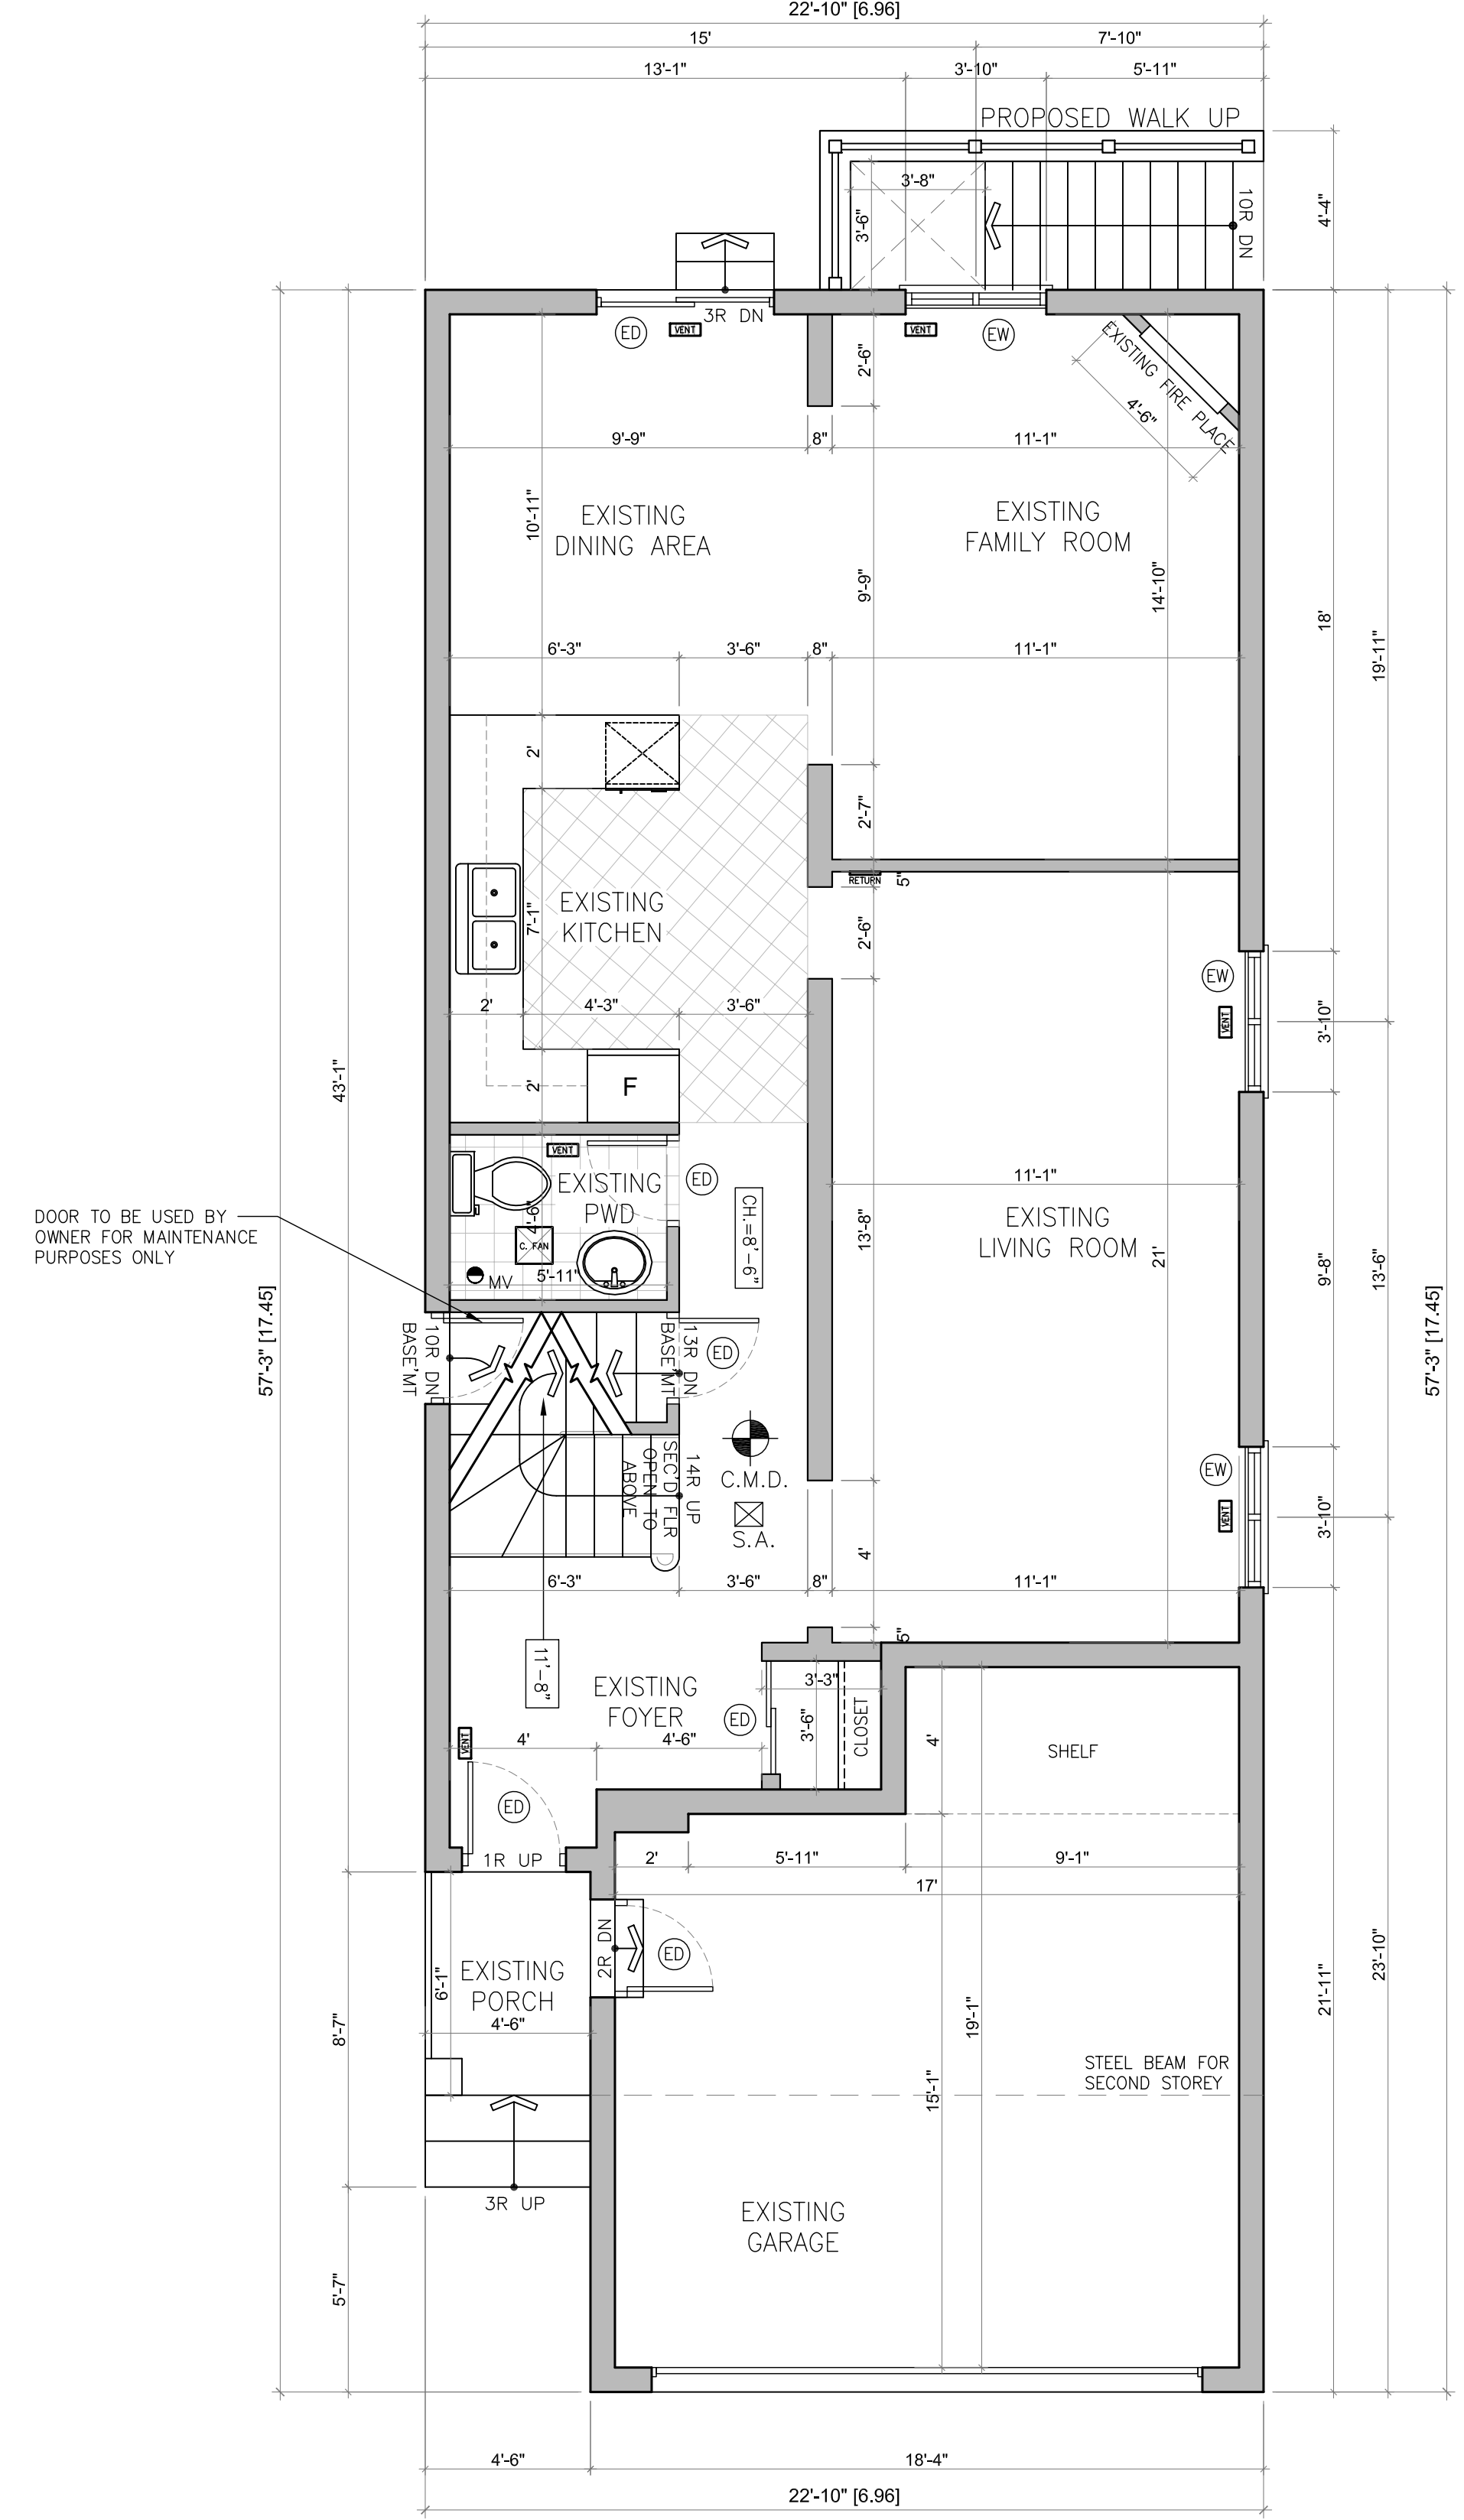 22'-10" [6.96]
15'
7'-10"
13'-1"
3'-10"
5'-11"
PROPOSED WALK UP
3'-8"
3'-6"
10R DN
4'-4"
3R DN
ED
VENT
VENT
EW
2'-6"
EXISTING FIRE PLACE
4'-6"
9'-9"
8"
11'-1"
10'-11"
EXISTING
DINING AREA
EXISTING
FAMILY ROOM
9'-9"
14'-10"
18'
19'-11"
6'-3"
3'-6"
8"
11'-1"
2'
2'-7"
RETURN
5"
EXISTING
KITCHEN
7'-1"
2'-6"
EW
VENT
3'-10"
2'
4'-3"
3'-6"
43'-1"
2'
F
VENT
ED
EXISTING
PWD
4'-6"
C. FAN
MV
5'-11"
CH.=8'-6"
13'-8"
11'-1"
EXISTING
LIVING ROOM
21'
9'-8"
13'-6"
DOOR TO BE USED BY
OWNER FOR MAINTENANCE
PURPOSES ONLY
57'-3" [17.45]
57'-3" [17.45]
10R DN
BASE'MT
13R DN
BASE'MT
ED
C.M.D.
S.A.
14R UP
SEC'D FLR
OPEN TO
ABOVE
EW
VENT
3'-10"
4'
6'-3"
3'-6"
8"
11'-1"
5"
11'-8"
EXISTING
FOYER
ED
3'-3"
3'-6"
CLOSET
4'
SHELF
VENT
4'
4'-6"
ED
1R UP
2'
5'-11"
9'-1"
17'
2R DN
ED
EXISTING
PORCH
6'-1"
4'-6"
8'-7"
19'-1"
15'-1"
STEEL BEAM FOR
SECOND STOREY
21'-11"
23'-10"
3R UP
EXISTING
GARAGE
5'-7"
4'-6"
18'-4"
22'-10" [6.96]